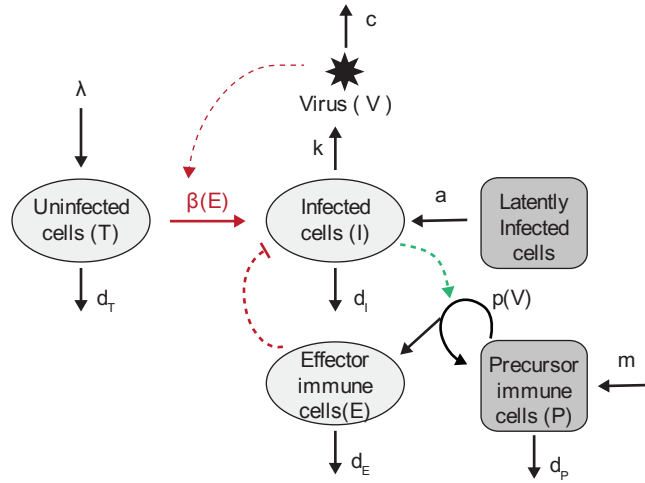 c
λ
Virus ( V )
k
β(E)
a
Uninfected
cells (T)
Infected
cells (I)
Latently
Infected
cells
d_T
d_I
p(V)
Effector
immune
cells(E)
Precursor
immune
cells (P)
m
d_E
d_P